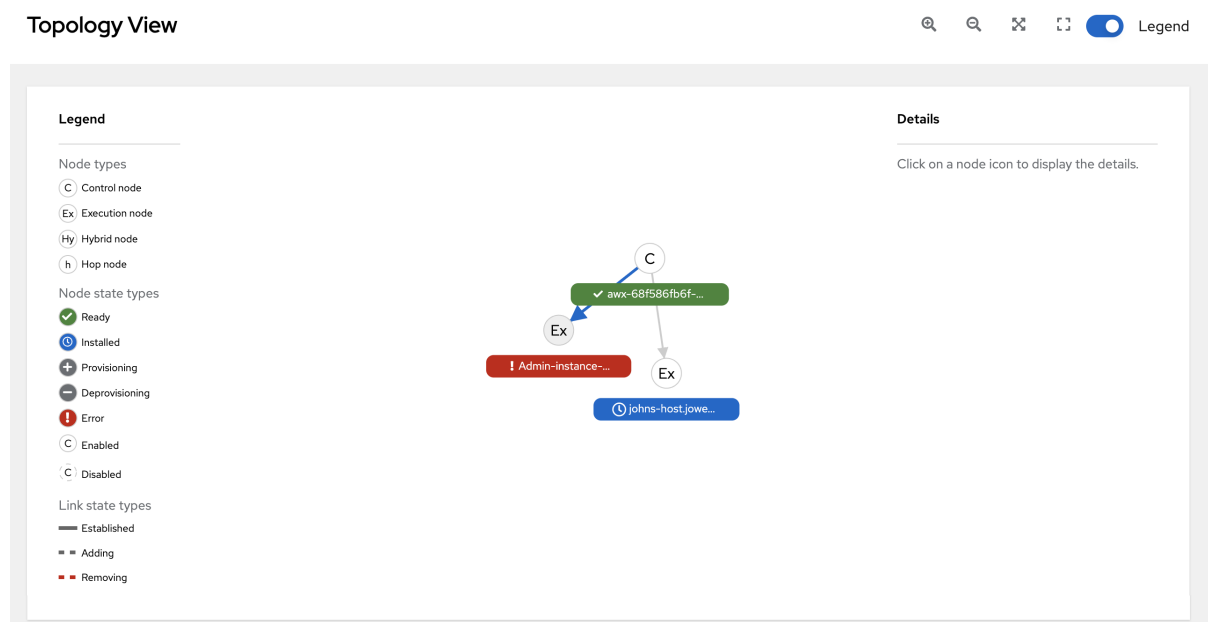 Topology View
Legend
Legend
Node types
C Control node
Ex Execution node
Hy Hybrid node
h Hop node
Node state types
Ready
Installed
Provisioning
Deprovisioning
! Error
C Enabled
C Disabled
Link state types
Established
Adding
Removing
C
awx-68f586fb6f-...
Ex
! Admin-instance-...
Ex
johns-host.jowe...
Details
Click on a node icon to display the details.